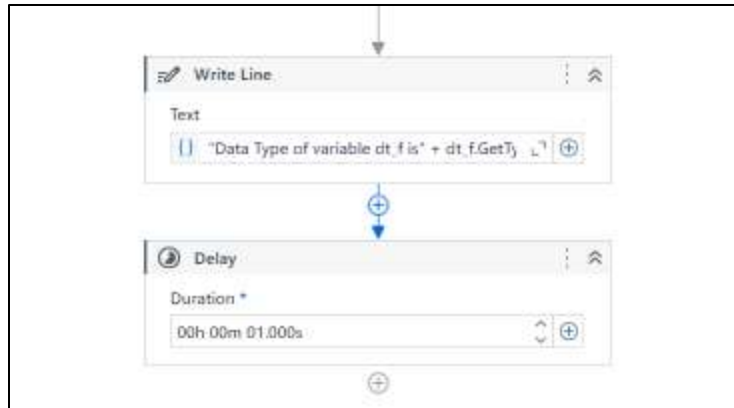 Write Line
Text
"Data Type of variable dt_f is" + dt_f.GetTy
Delay
Duration *
00h 00m 01.000s